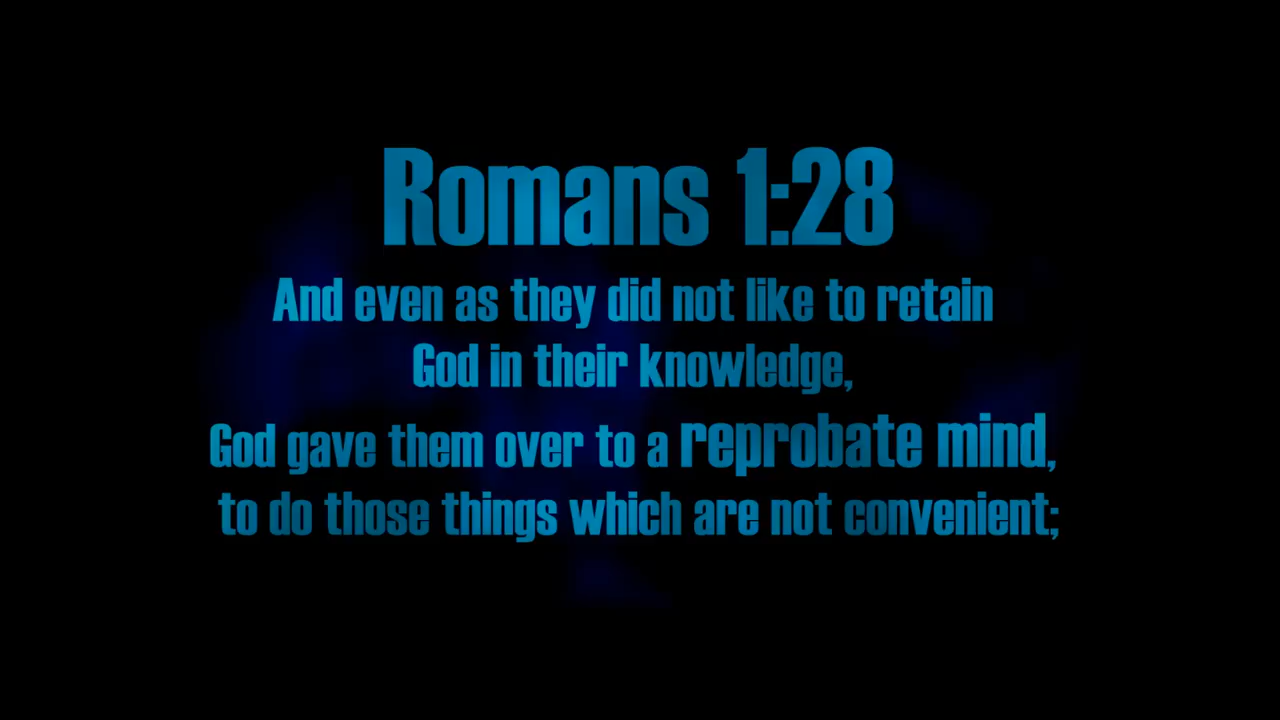 Romans 1:28
And even as they did not like to retain
God in their knowledge,
God gave them over to a reprobate mind,
to do those things which are not convenient;